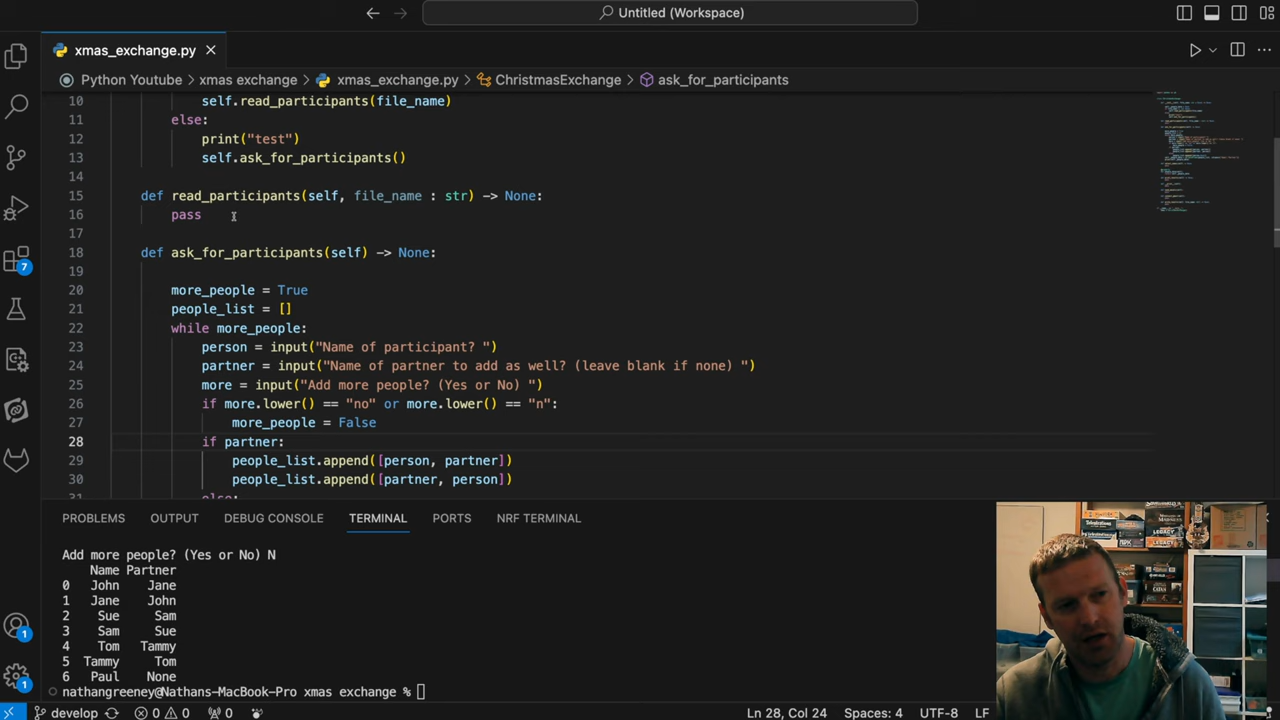 Untitled (Workspace)
xmas_exchange.py
Python Youtube > xmas exchange > xmas_exchange.py > ChristmasExchange > ask_for_participants
10 self.read_participants(file_name)
11 else:
12 print("test")
13 self.ask_for_participants()
14
15 def read_participants(self, file_name : str) -> None:
16 pass
17
18 def ask_for_participants(self) -> None:
19
20 more_people = True
21 people_list = []
22 while more_people:
23 person = input("Name of participant? ")
24 partner = input("Name of partner to add as well? (leave blank if none) ")
25 more = input("Add more people? (Yes or No) ")
26 if more.lower() == "no" or more.lower() == "n":
27 more_people = False
28 if partner:
29 people_list.append([person, partner])
30 people_list.append([partner, person])
31 else:
PROBLEMS OUTPUT DEBUG CONSOLE TERMINAL PORTS NRF TERMINAL
Add more people? (Yes or No) N
Name Partner
0 John Jane
1 Jane John
2 Sue Sam
3 Sam Sue
4 Tom Tammy
5 Tammy Tom
6 Paul None
nathangreeney@Nathans-MacBook-Pro xmas exchange %
7
1
1
develop 0 0 0 Ln 28, Col 24 Spaces: 4 UTF-8 LF
LEGACY
CATAN